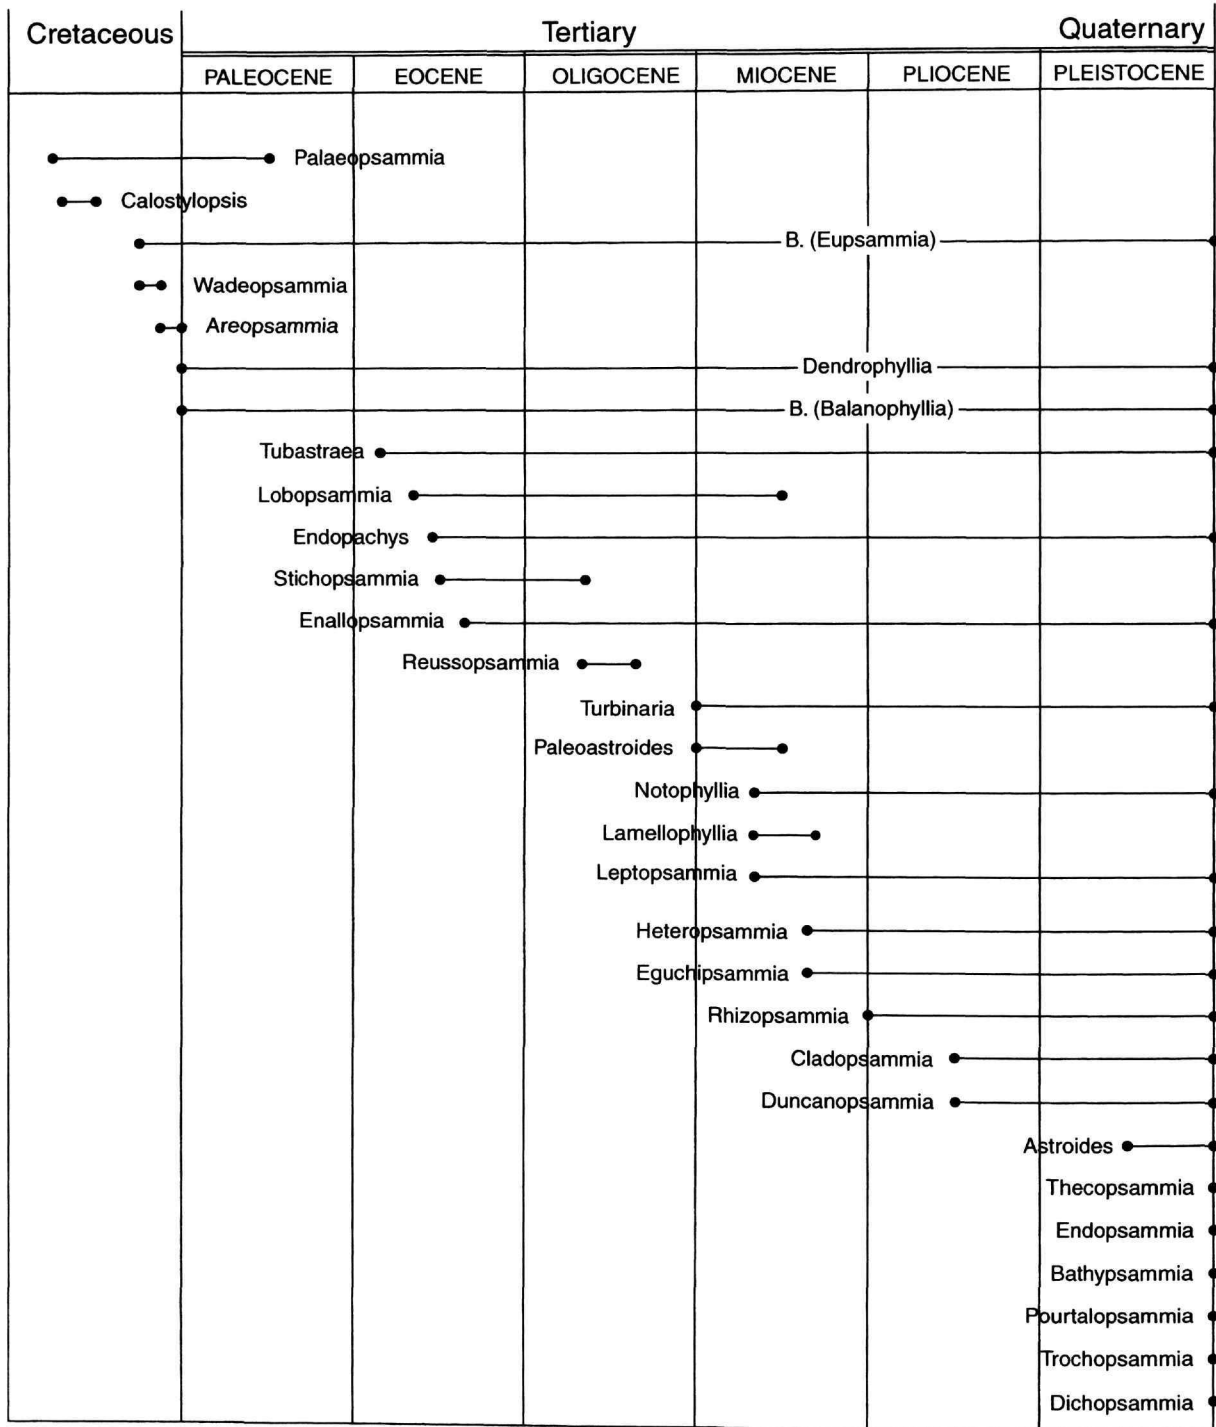 Cretaceous Tertiary Quaternary
PALEOCENE EOCENE OLIGOCENE MIOCENE PLIOCENE PLEISTOCENE
Palaeopsammia
Calostylopsis
B. (Eupsammia)
Wadeopsammia
Areopsammia
Dendrophyllia
B. (Balanophyllia)
Tubastraea
Lobopsammia
Endopachys
Stichopsammia
Enallopsammia
Reussopsammia
Turbinaria
Paleoastroides
Notophyllia
Lamellophyllia
Leptopsammia
Heteropsammia
Eguchipsammia
Rhizopsammia
Cladopsammia
Duncanopsammia
Astroides
Thecopsammia
Endopsammia
Bathypsammia
Pourtalopsammia
Trochopsammia
Dichopsammia